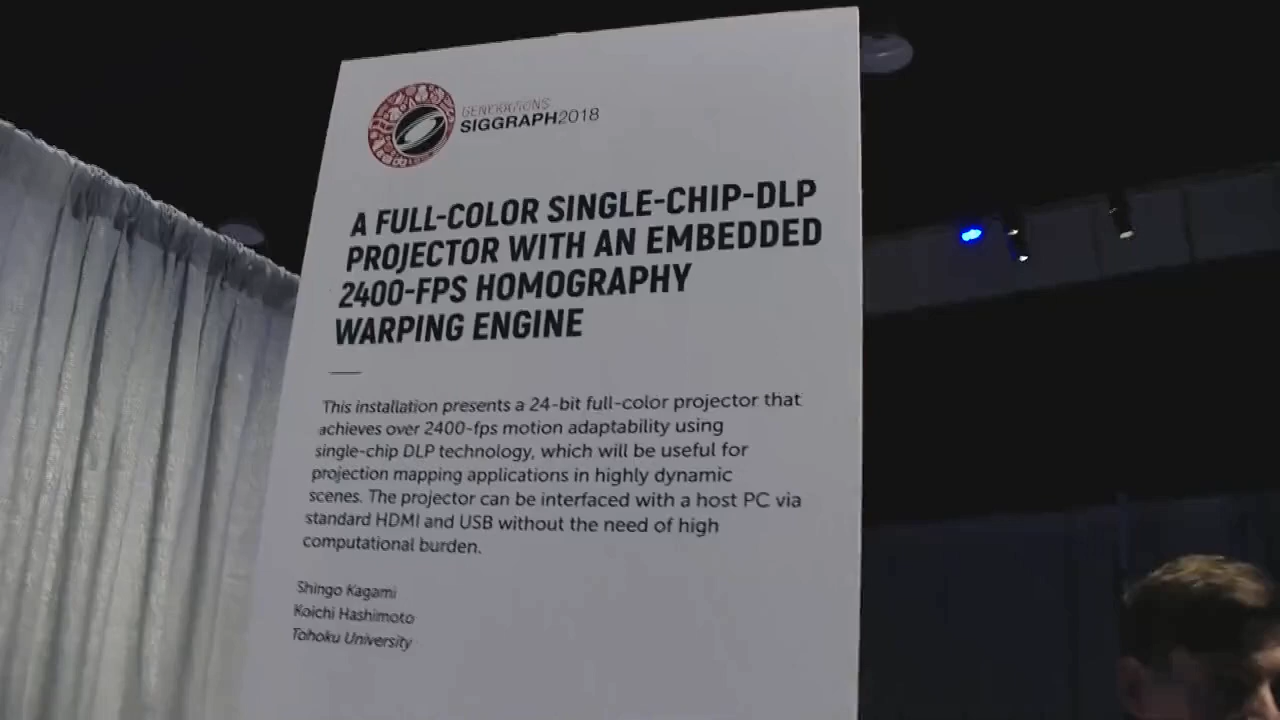 GENERATIONS
SIGGRAPH2018
A FULL-COLOR SINGLE-CHIP-DLP
PROJECTOR WITH AN EMBEDDED
2400-FPS HOMOGRAPHY
WARPING ENGINE
This installation presents a 24-bit full-color projector that
achieves over 2400-fps motion adaptability using
single-chip DLP technology, which will be useful for
projection mapping applications in highly dynamic
scenes. The projector can be interfaced with a host PC via
standard HDMI and USB without the need of high
computational burden.
Shingo Kagami
Koichi Hashimoto
Tohoku University